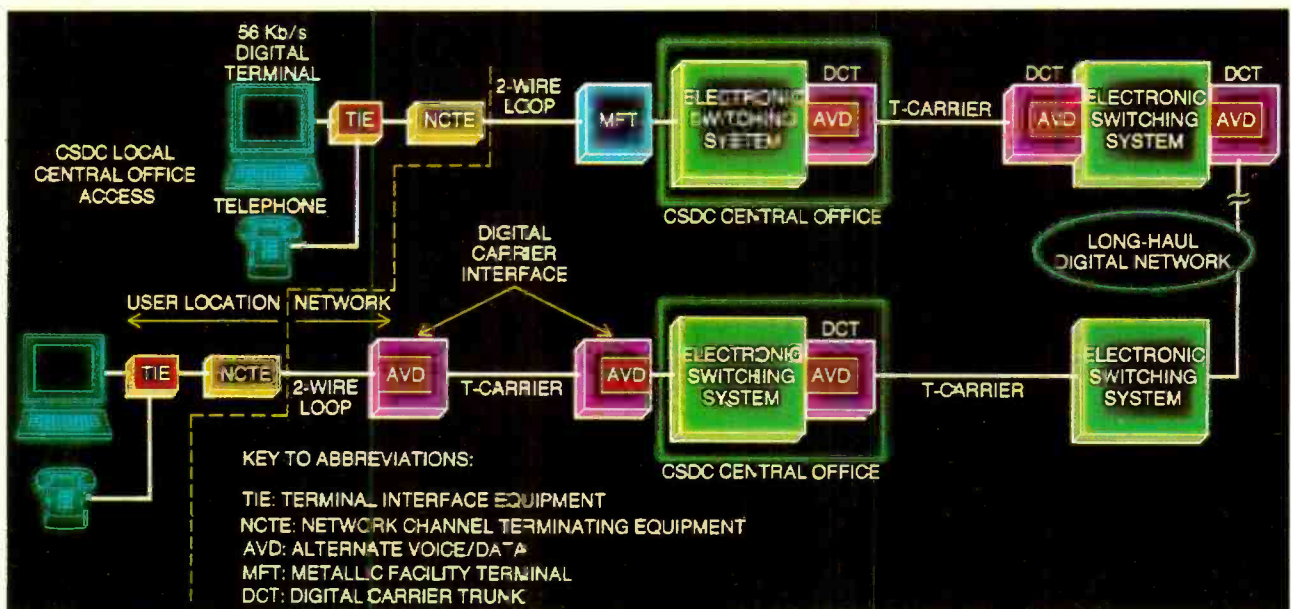 56 Kb/s
DIGITAL
TERMINAL
TIE
NCTE
2-WIRE
LOOP
MFT
ELECTRONIC
SWITCHING
SYSTEM
DCT
AVD
T-CARRIER
DCT
AVD
ELECTRONIC
SWITCHING
SYSTEM
DCT
AVD
CSDC LOCAL
CENTRAL OFFICE
ACCESS
TELEPHONE
CSDC CENTRAL OFFICE
DIGITAL
CARRIER
INTERFACE
LONG-HAUL
DIGITAL NETWORK
USER LOCATION
NETWORK
TIE
NCTE
2-WIRE
LOOP
AVD
T-CARRIER
AVD
ELECTRONIC
SWITCHING
SYSTEM
DCT
AVD
T-CARRIER
ELECTRONIC
SWITCHING
SYSTEM
CSDC CENTRAL OFFICE
KEY TO ABBREVIATIONS:
TIE: TERMINAL INTERFACE EQUIPMENT
NCTE: NETWORK CHANNEL TERMINATING EQUIPMENT
AVD: ALTERNATE VOICE/DATA
MFT: METALLIC FACILITY TERMINAL
DCT: DIGITAL CARRIER TRUNK